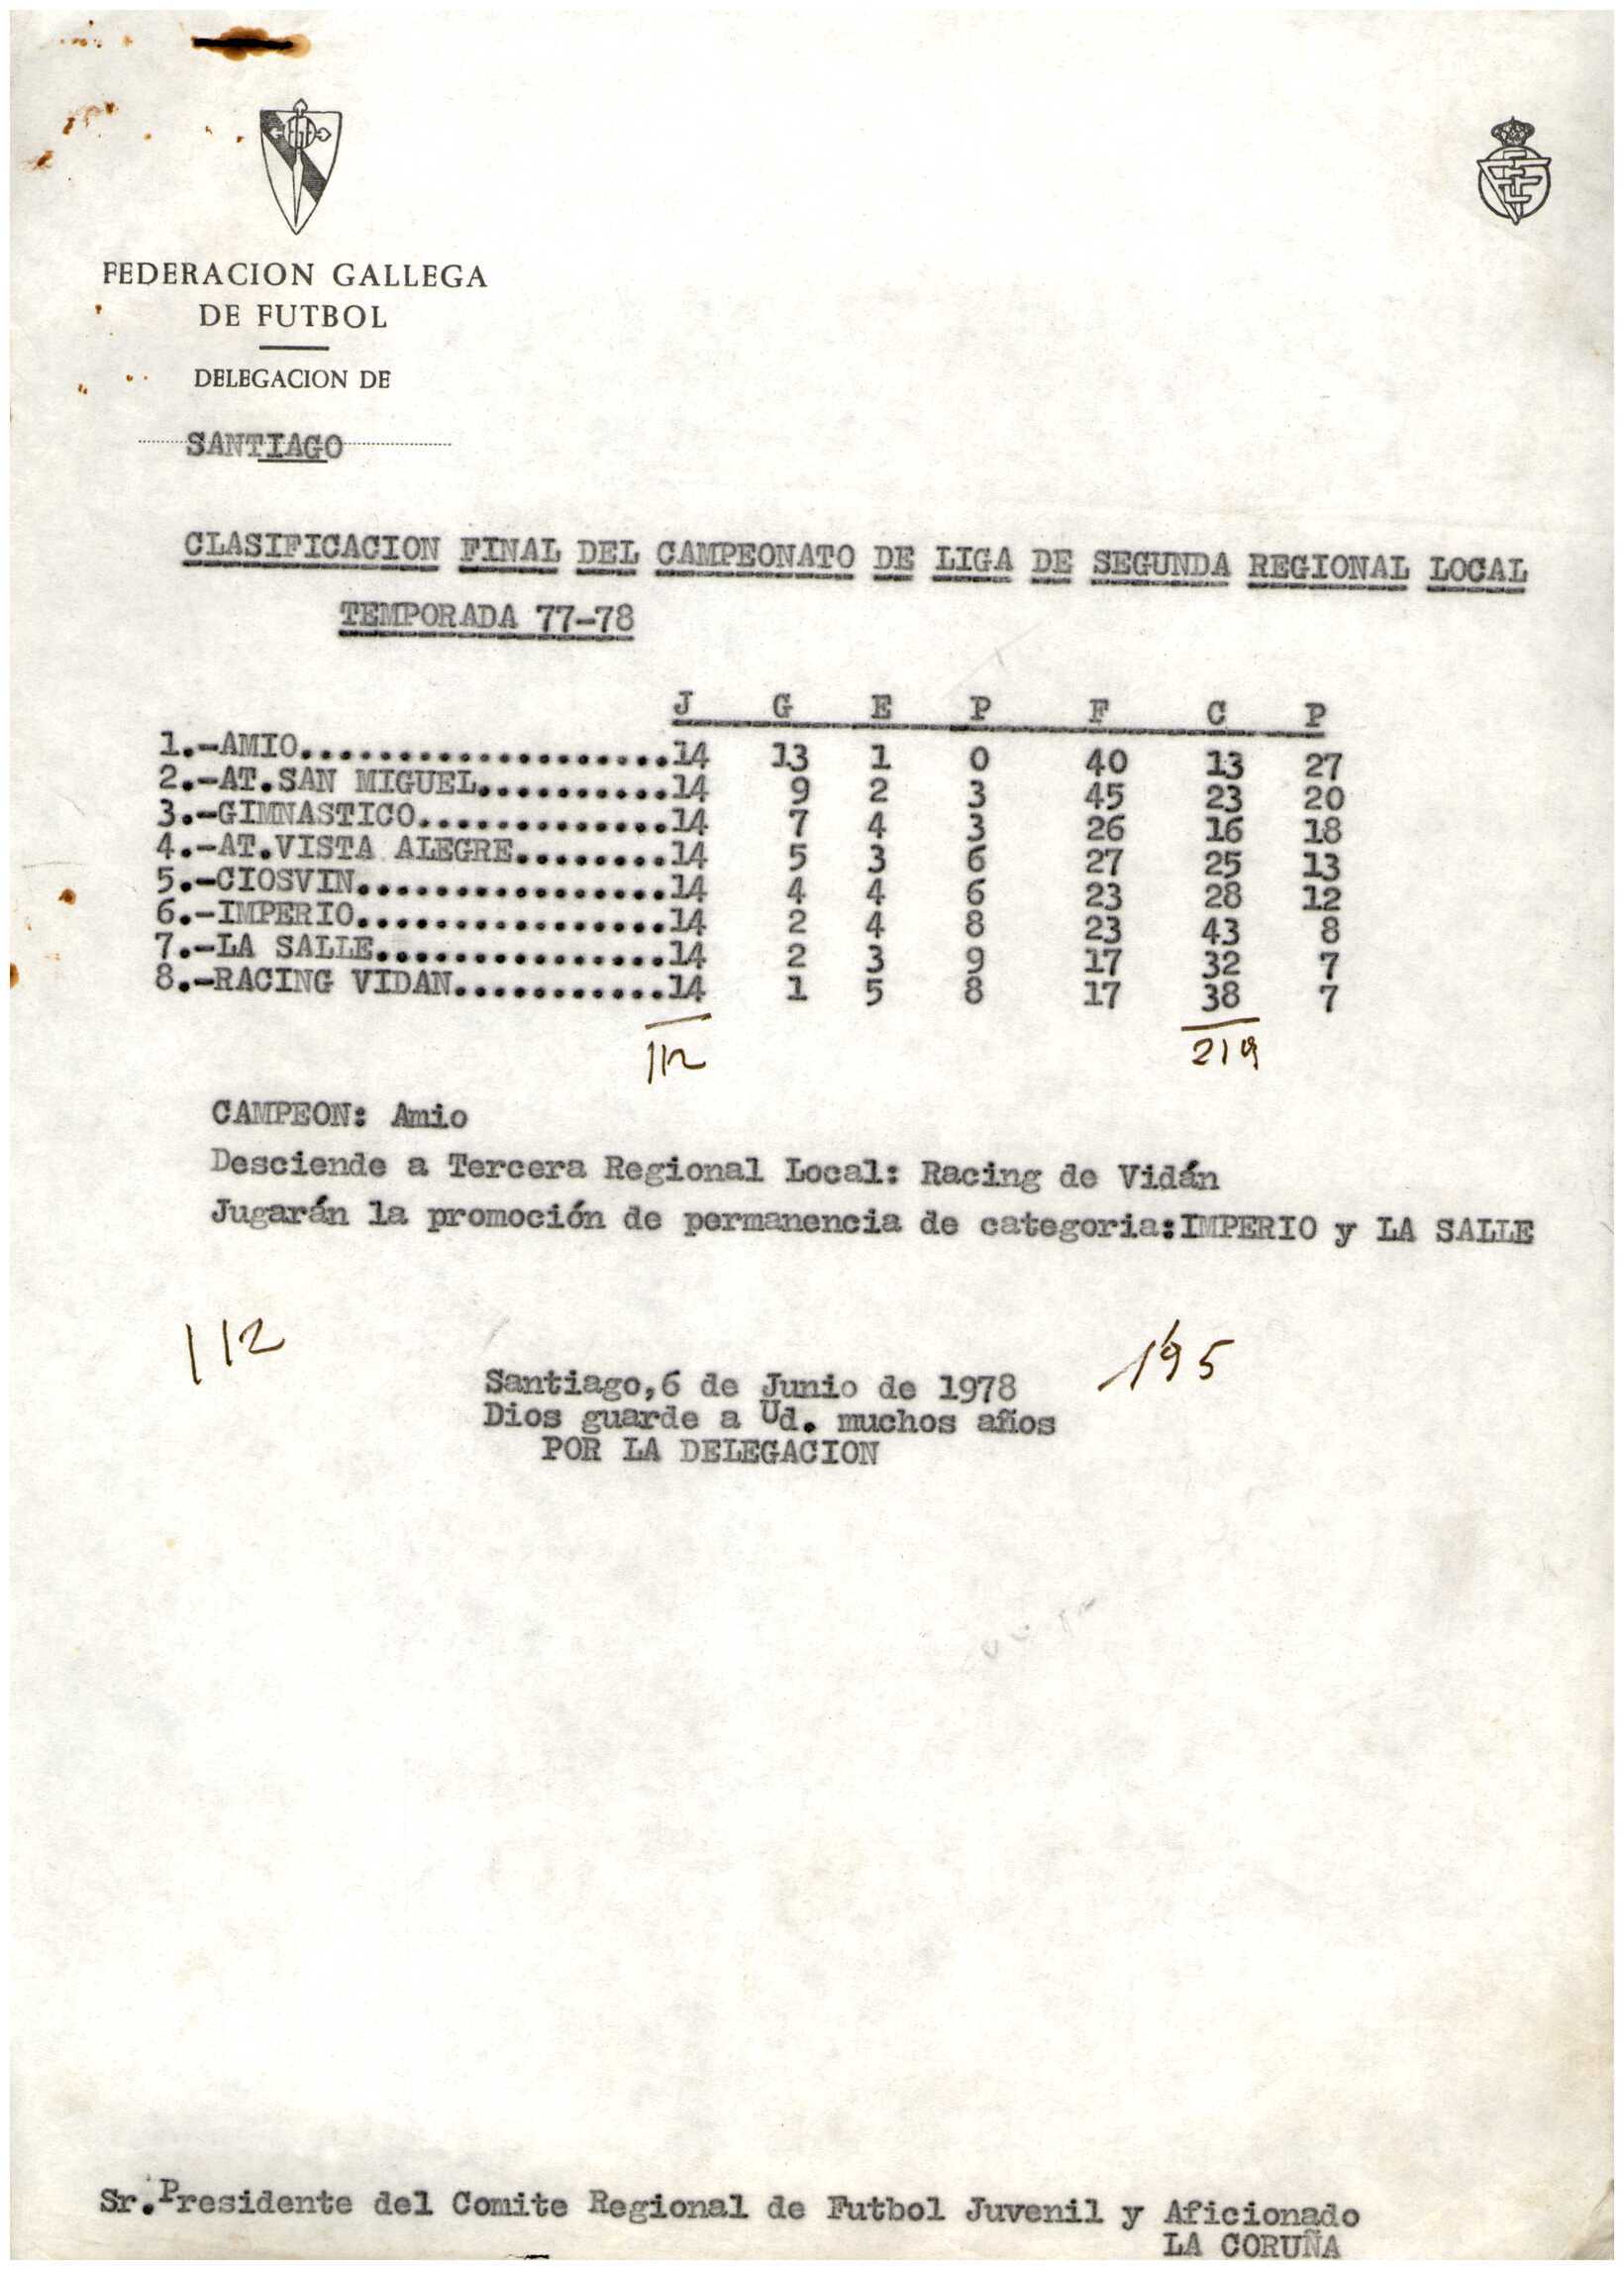 FEDERACION GALLEGA
DE FUTBOL
DELEGACION DE
SANTIAGO
CLASIFICACION FINAL DEL CAMPEONATO DE LIGA DE SEGUNDA REGIONAL LOCAL
TEMPORADA 77-78
J G E P F C P
1.-AMIO...................14 13 1 0 40 13 27
2.-AT.SAN MIGUEL..........14 9 2 3 45 23 20
3.-GIMNASTICO.............14 7 4 3 26 16 18
4.-AT.VISTA ALEGRE........14 5 3 6 27 25 13
5.-CIOSVIN................14 4 4 6 23 28 12
6.-IMPERIO................14 2 4 8 23 43 8
7.-LA SALLE...............14 2 3 9 17 32 7
8.-RACING VIDAN...........14 1 5 8 17 38 7
112 219
CAMPEON: Amio
Desciende a Tercera Regional Local: Racing de Vidán
Jugarán la promoción de permanencia de categoria:IMPERIO y LA SALLE
112 195
Santiago,6 de Junio de 1978
Dios guarde a Ud. muchos años
POR LA DELEGACION
Sr.Presidente del Comite Regional de Futbol Juvenil y Aficionado
LA CORUÑA